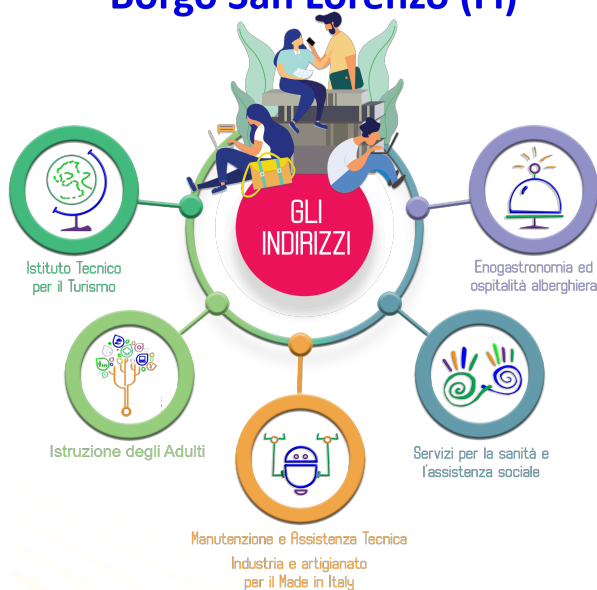 Borgo San Lorenzo (FI)
GLI
INDIRIZZI
Istituto Tecnico
per il Turismo
Enogastronomia ed
ospitalità alberghiera
Istruzione degli Adulti
Servizi per la sanità e
l'assistenza sociale
Manutenzione e Assistenza Tecnica
Industria e artigianato
per il Made in Italy